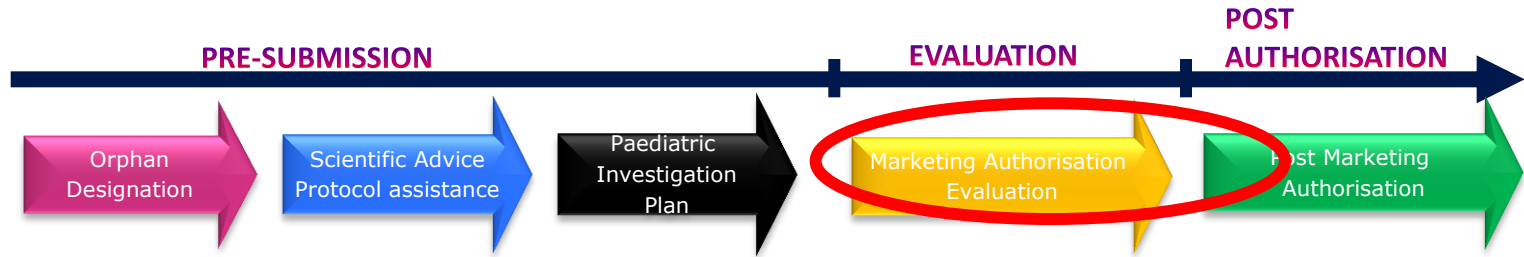 PRE-SUBMISSION
EVALUATION
POST
AUTHORISATION
Orphan
Designation
Scientific Advice
Protocol assistance
Paediatric
Investigation
Plan
Marketing Authorisation
Evaluation
Post Marketing
Authorisation